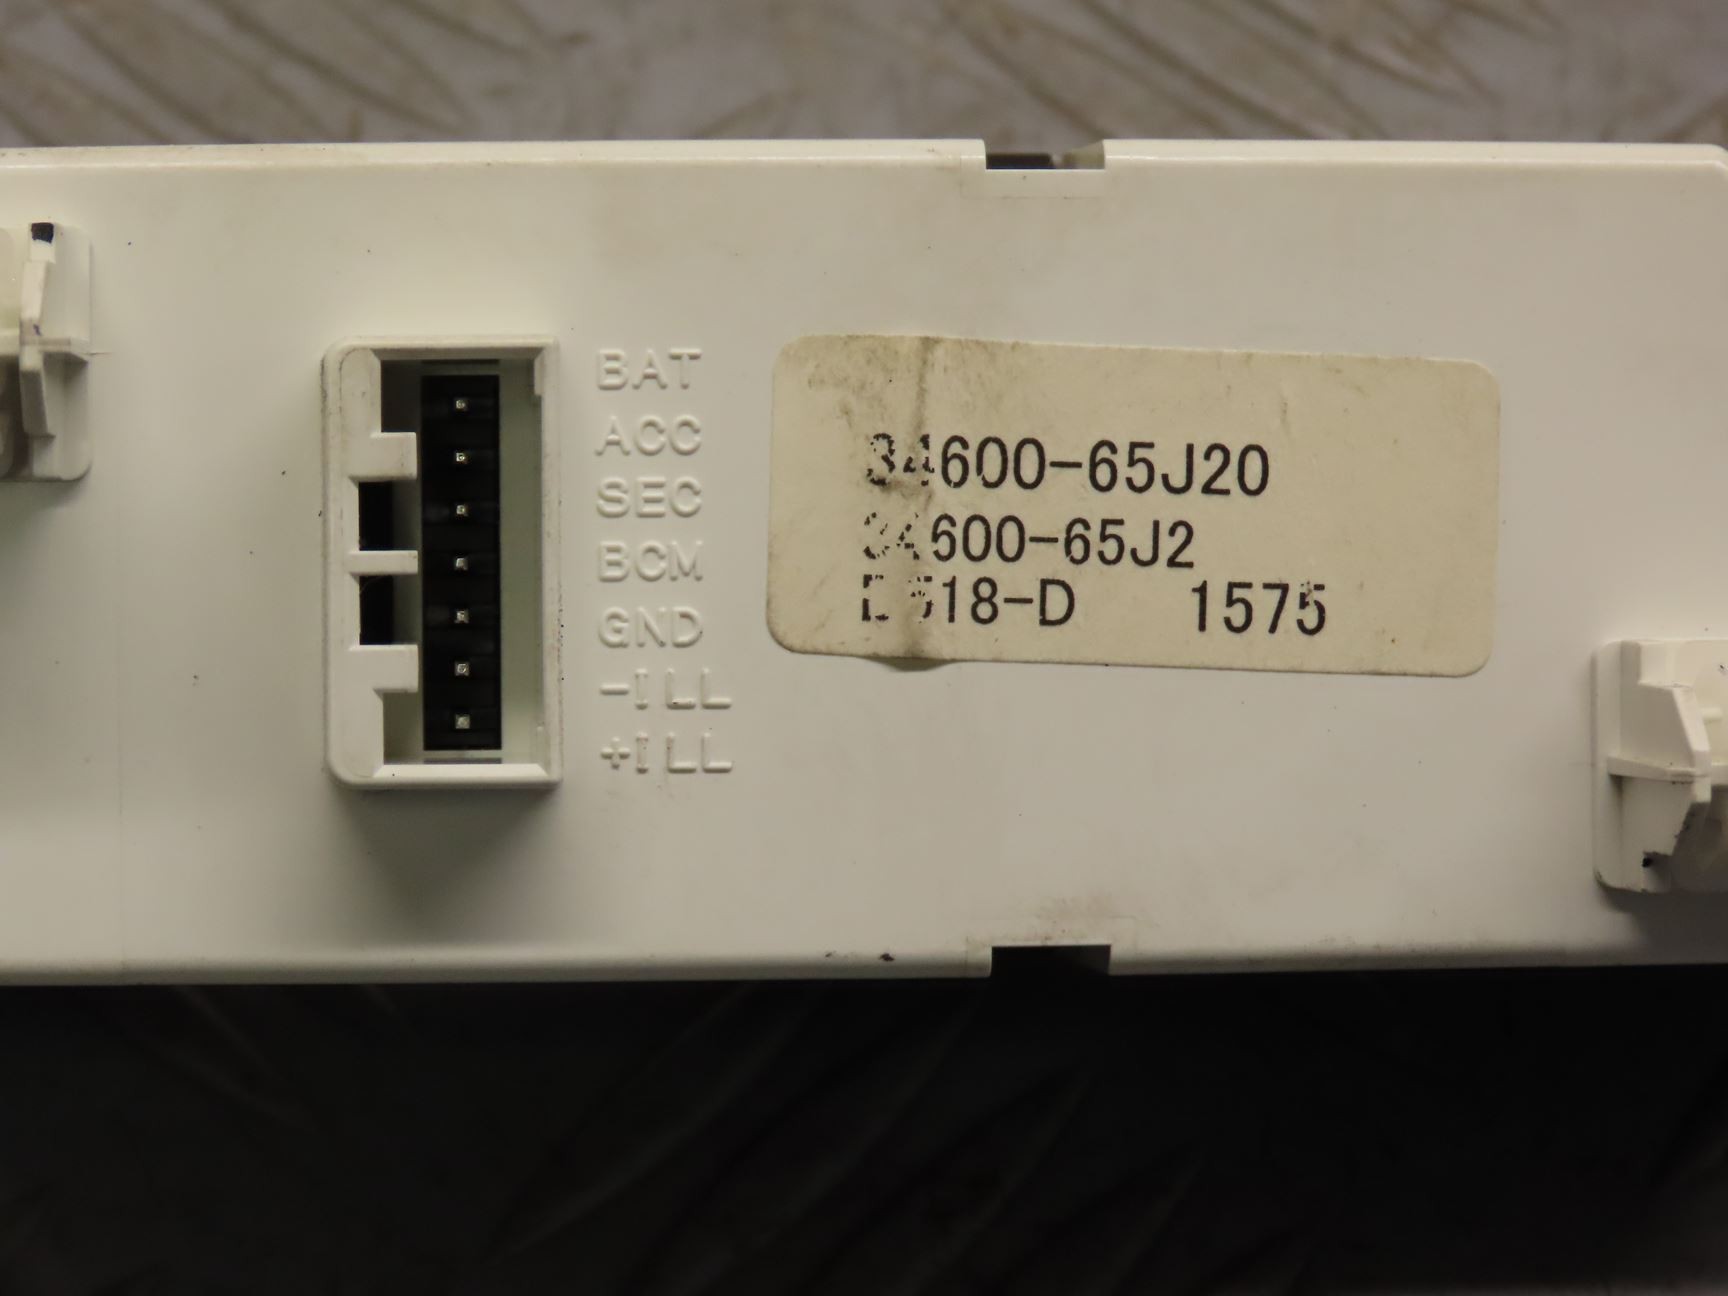 BAT
ACC
SEC
BCM
GND
-ILL
+ILL
34600-65J20
34600-65J2
1575